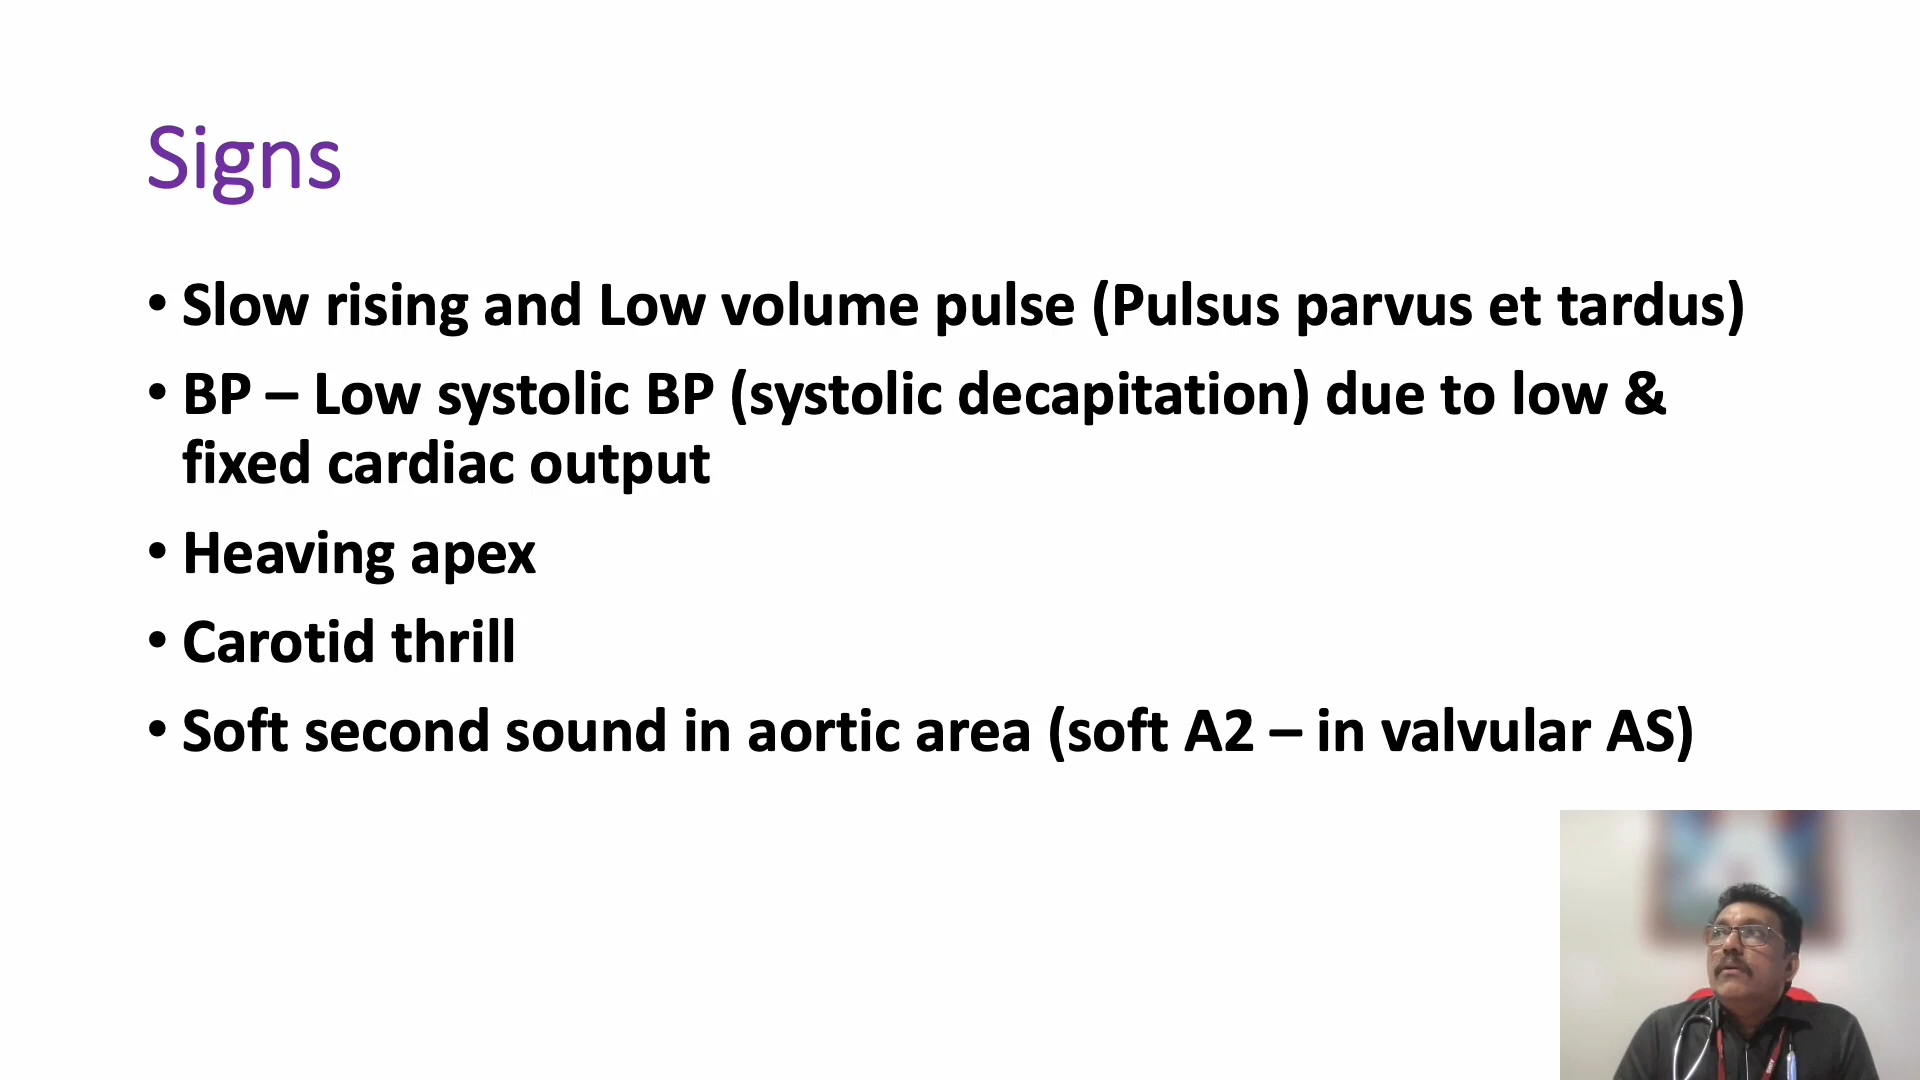 Signs
• Slow rising and Low volume pulse (Pulsus parvus et tardus)
• BP – Low systolic BP (systolic decapitation) due to low &
fixed cardiac output
• Heaving apex
• Carotid thrill
• Soft second sound in aortic area (soft A2 – in valvular AS)